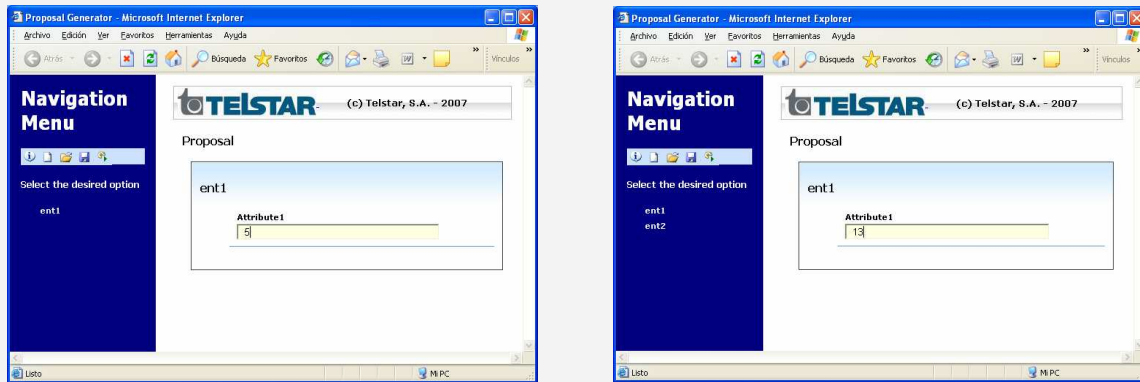 Proposal Generator - Microsoft Internet Explorer
Archivo Edición Ver Favoritos Herramientas Ayuda
Atrás Búsqueda Favoritos Vínculos
Navigation
Menu
TELSTAR (c) Telstar, S.A. - 2007
Proposal
Select the desired option
ent1
ent1
Attribute1
5
Listo Mi PC
Proposal Generator - Microsoft Internet Explorer
Archivo Edición Ver Favoritos Herramientas Ayuda
Atrás Búsqueda Favoritos Vínculos
Navigation
Menu
TELSTAR (c) Telstar, S.A. - 2007
Proposal
Select the desired option
ent1
ent2
ent1
Attribute1
13
Listo Mi PC